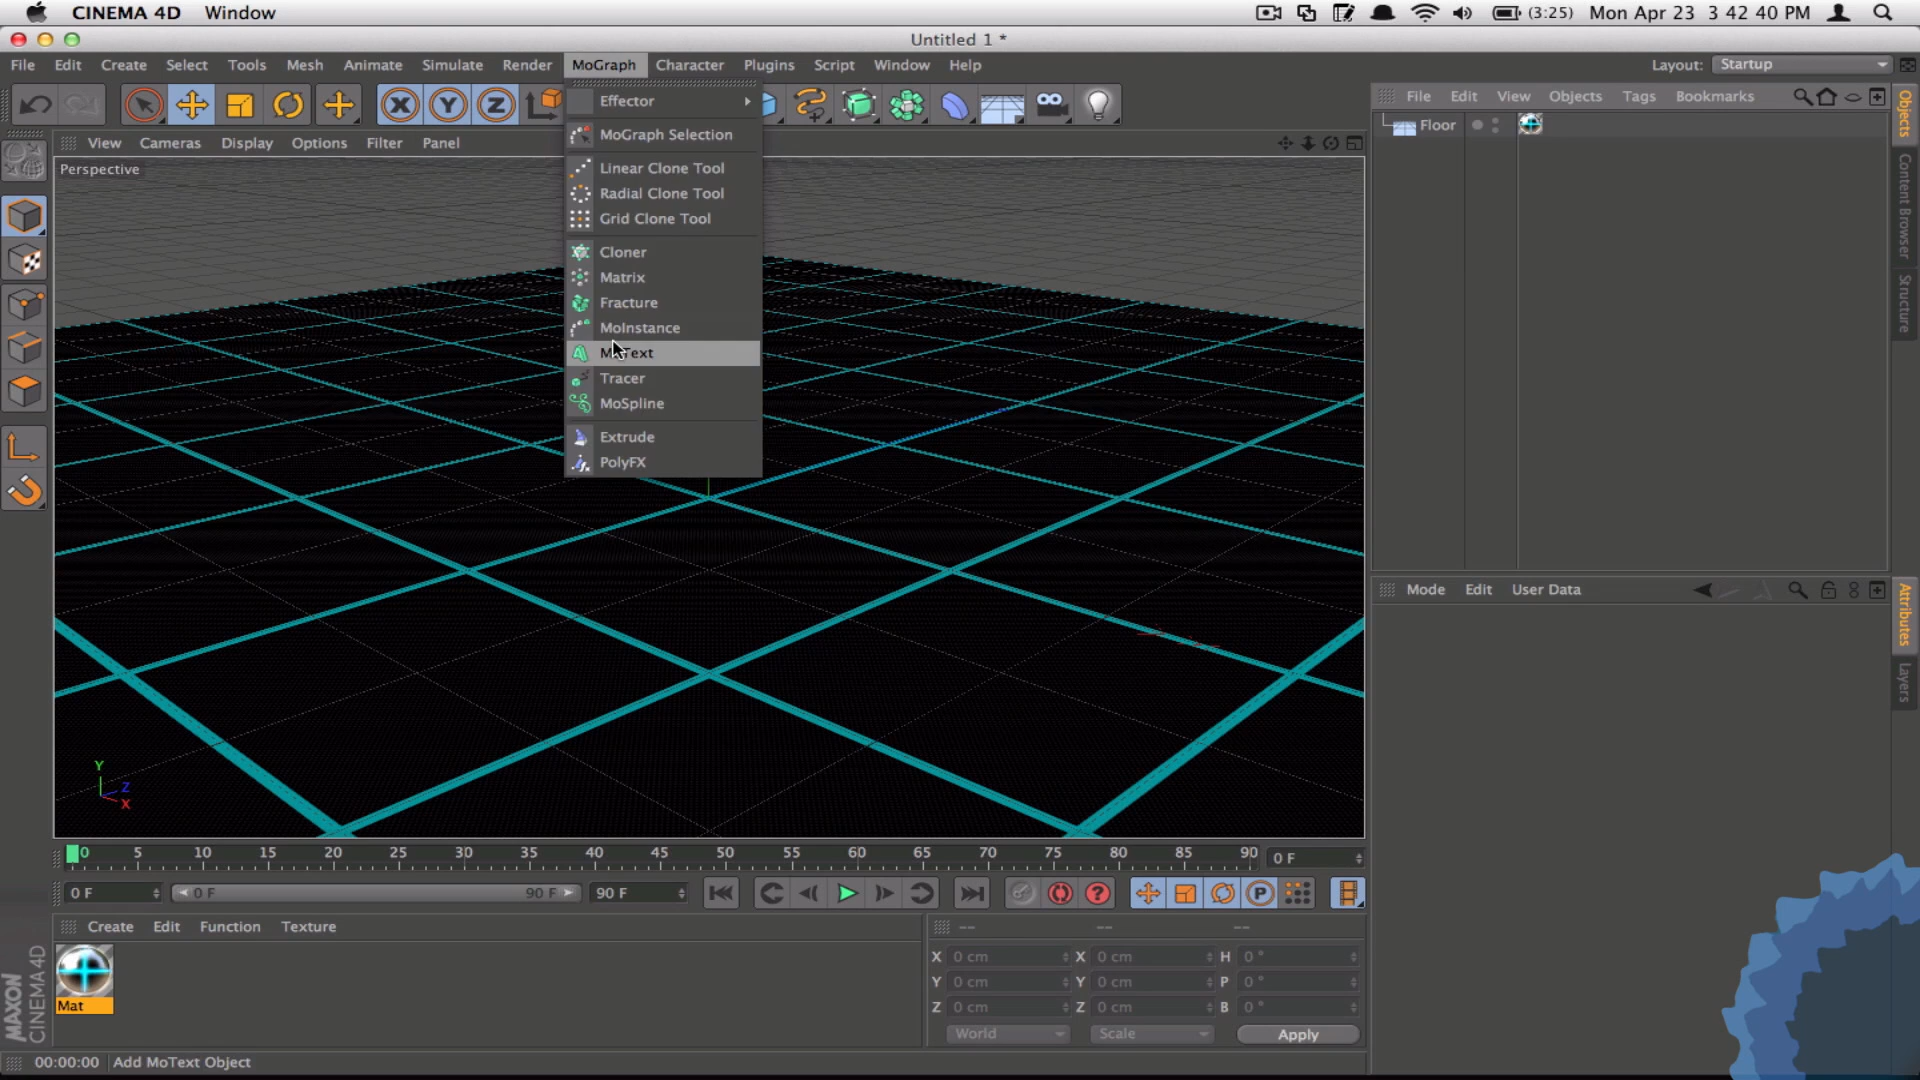 CINEMA 4D Window (3:25) Mon Apr 23 3 42 40 PM
Untitled 1 *
File Edit Create Select Tools Mesh Animate Simulate Render MoGraph Character Plugins Script Window Help Layout: Startup
File Edit View Objects Tags Bookmarks
View Cameras Display Options Filter Panel
Perspective
Effector
MoGraph Selection
Linear Clone Tool
Radial Clone Tool
Grid Clone Tool
Cloner
Matrix
Fracture
MoInstance
MoText
Tracer
MoSpline
Extrude
PolyFX
Floor
Objects
Content Browser
Structure
Mode Edit User Data
Attributes
Layers
Y
Z
X
0 5 10 15 20 25 30 35 40 45 50 55 60 65 70 75 80 85 90 0 F
0 F 0 F 90 F 90 F
Create Edit Function Texture
Mat
-- -- --
X 0 cm X 0 cm H 0 °
Y 0 cm Y 0 cm P 0 °
Z 0 cm Z 0 cm B 0 °
World Scale Apply
MAXON
CINEMA 4D
00:00:00 Add MoText Object